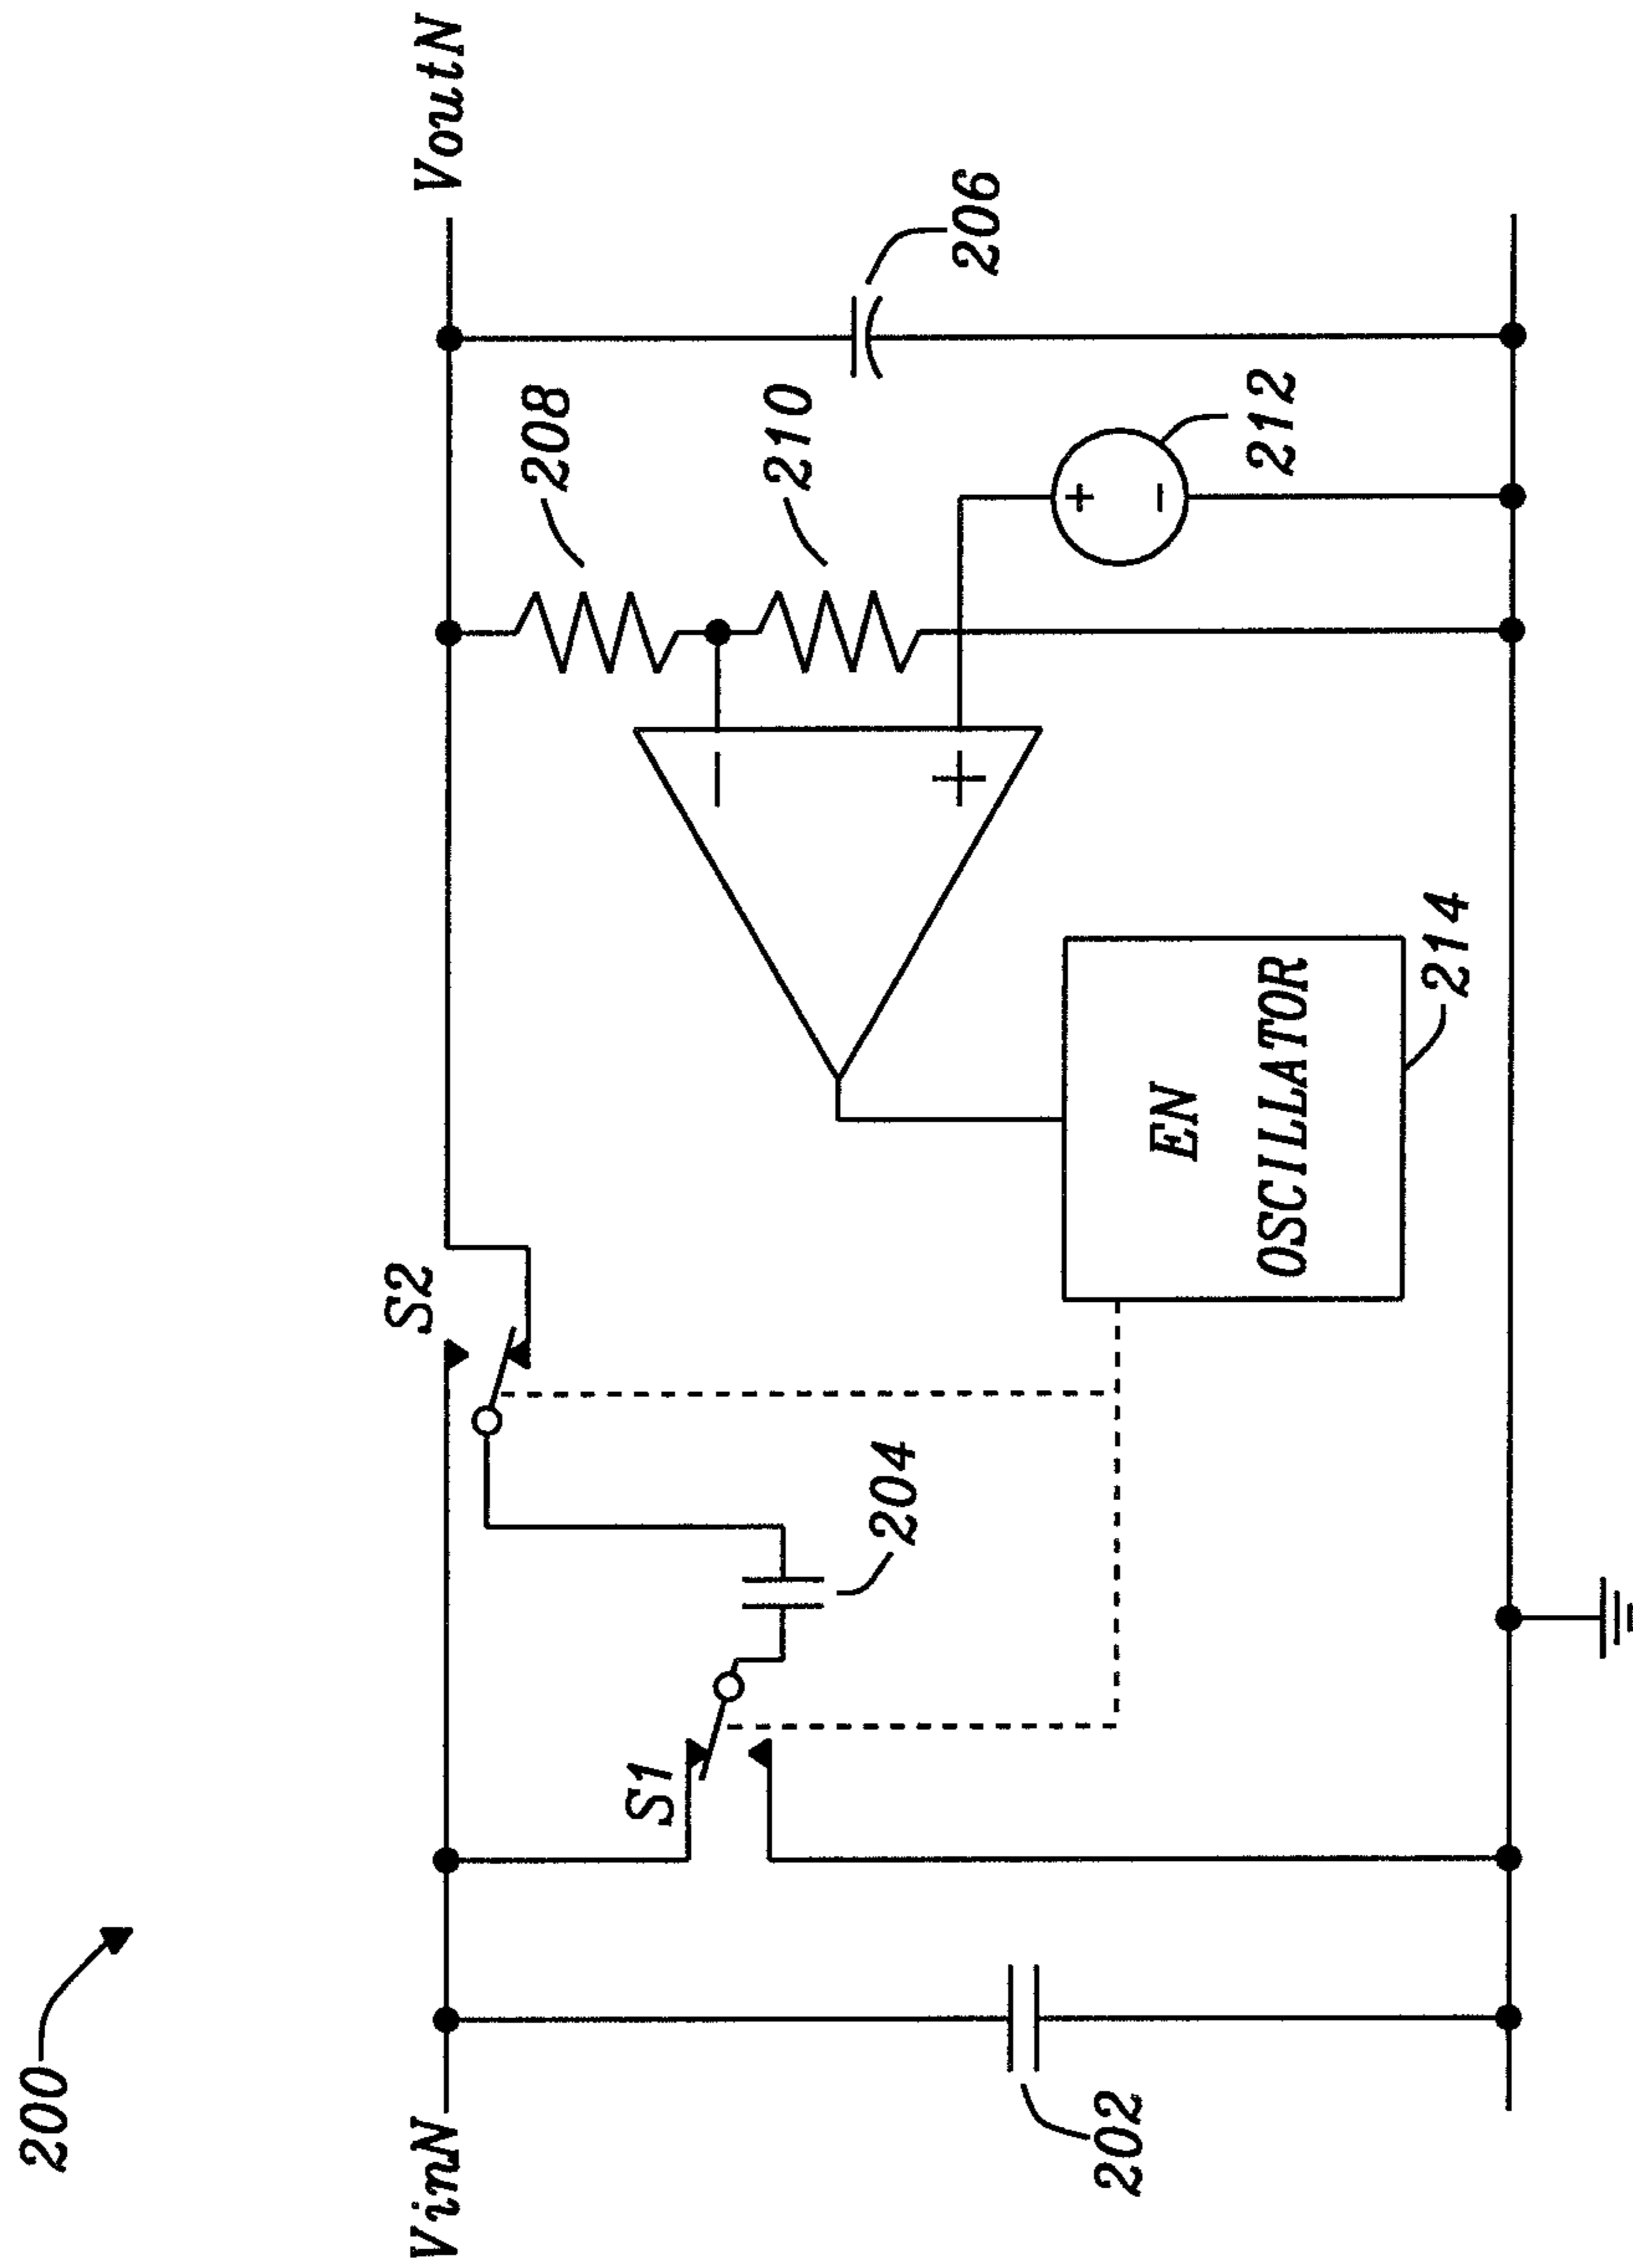 200
VinN
VoutN
S2
S1
208
210
206
204
212
202
-
+
+
-
EN
OSCILLATOR
214